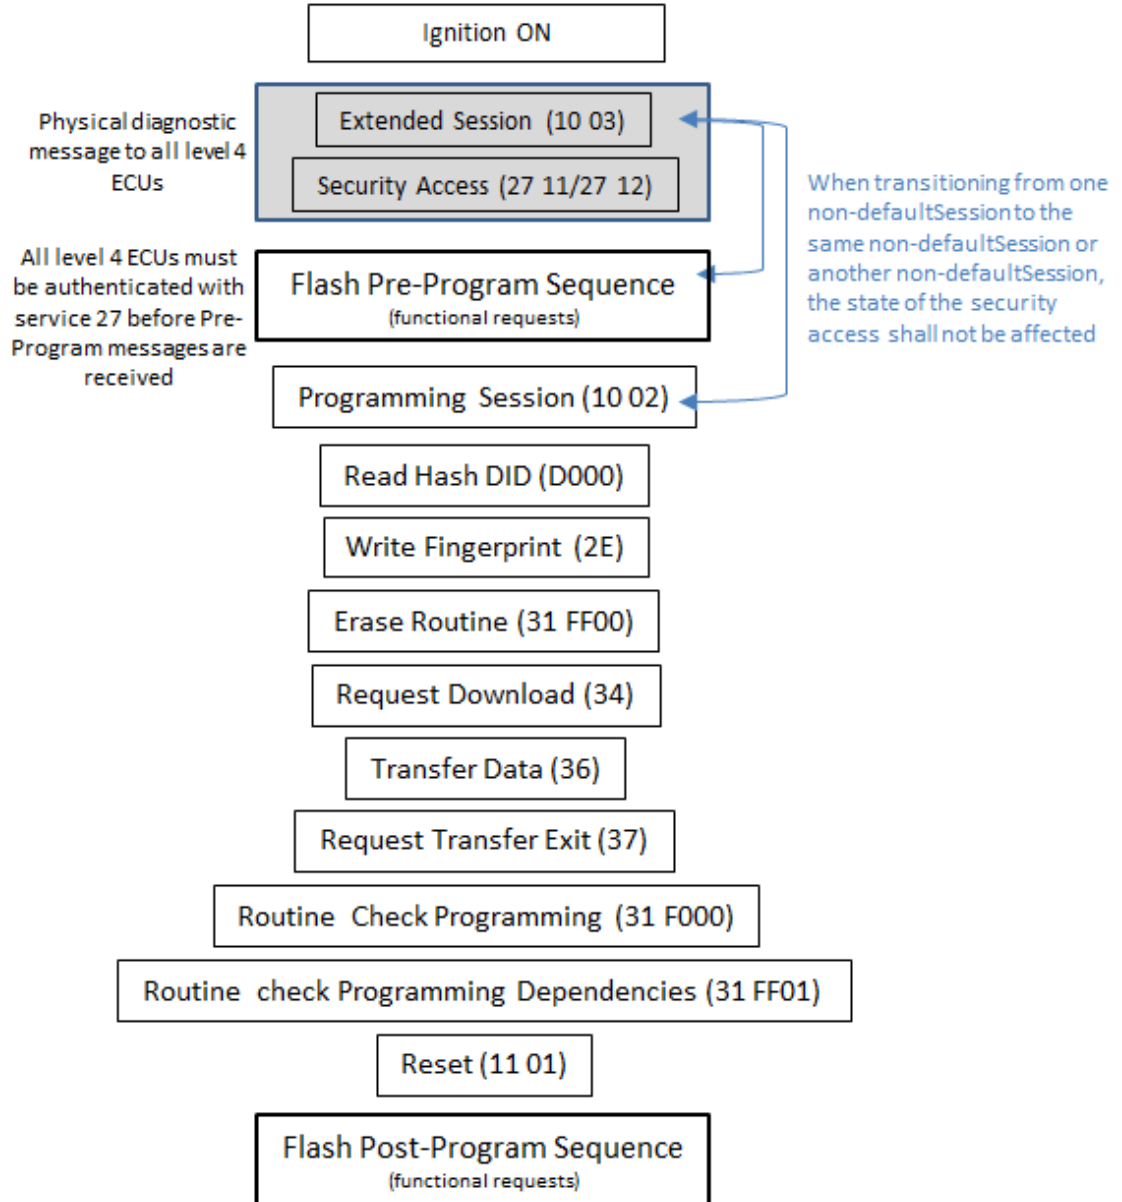 Ignition ON
Physical diagnostic
message to all level 4
ECUs
Extended Session (10 03)
Security Access (27 11/27 12)
When transitioning from one
non-defaultSession to the
same non-defaultSession or
another non-defaultSession,
the state of the security
access shall not be affected
All level 4 ECUs must
be authenticated with
service 27 before Pre-
Program messages are
received
Flash Pre-Program Sequence
(functional requests)
Programming Session (10 02)
Read Hash DID (D000)
Write Fingerprint (2E)
Erase Routine (31 FF00)
Request Download (34)
Transfer Data (36)
Request Transfer Exit (37)
Routine Check Programming (31 F000)
Routine check Programming Dependencies (31 FF01)
Reset (11 01)
Flash Post-Program Sequence
(functional requests)